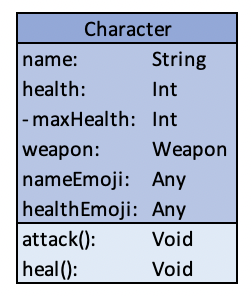 Character
name: String
health: Int
- maxHealth: Int
weapon: Weapon
nameEmoji: Any
healthEmoji: Any
attack(): Void
heal(): Void